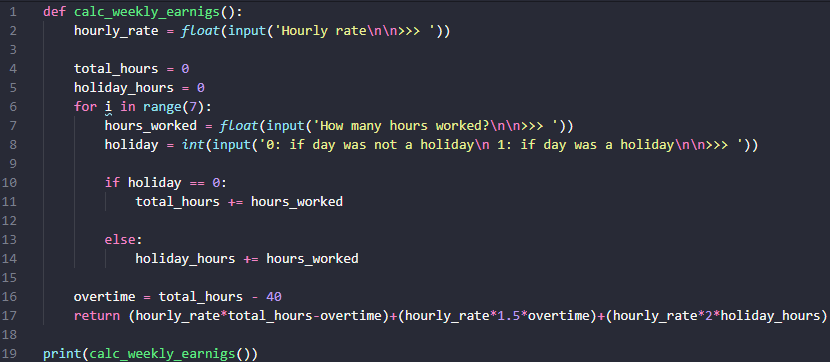 1 def calc_weekly_earnigs():
2     hourly_rate = float(input('Hourly rate\n\n>>> '))
3
4     total_hours = 0
5     holiday_hours = 0
6     for i in range(7):
7         hours_worked = float(input('How many hours worked?\n\n>>> '))
8         holiday = int(input('0: if day was not a holiday\n 1: if day was a holiday\n\n>>> '))
9
10         if holiday == 0:
11             total_hours += hours_worked
12
13         else:
14             holiday_hours += hours_worked
15
16     overtime = total_hours - 40
17     return (hourly_rate*total_hours-overtime)+(hourly_rate*1.5*overtime)+(hourly_rate*2*holiday_hours)
18
19 print(calc_weekly_earnigs())